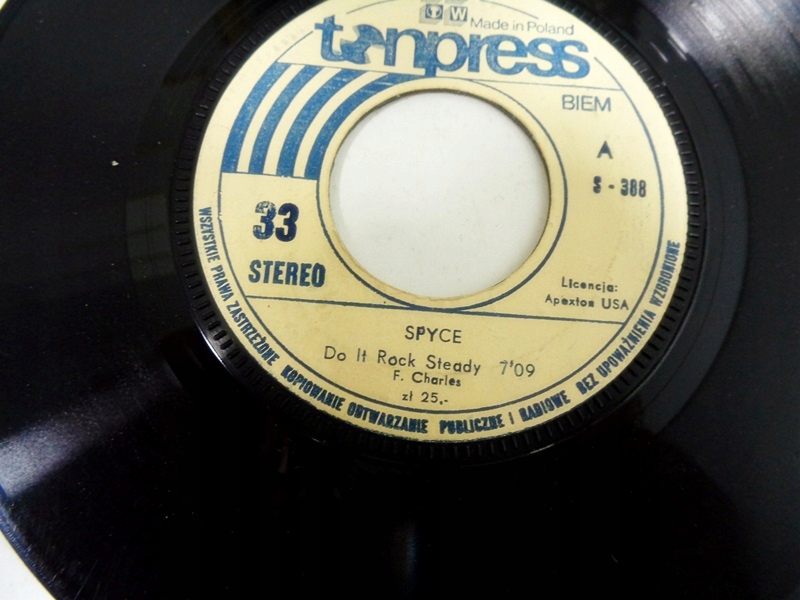 Made in Poland
tonpress
BIEM
A
S - 388
33
STEREO
Licencja:
Apexton USA
SPYCE
Do It Rock Steady 7'09
F. Charles
zł 25,-
WSZYSTKIE PRAWA ZASTRZEŻONE KOPIOWANIE ODTWARZANIE PUBLICZNE I RADIOWE BEZ UPOWAŻNIENIA WZBRONIONE